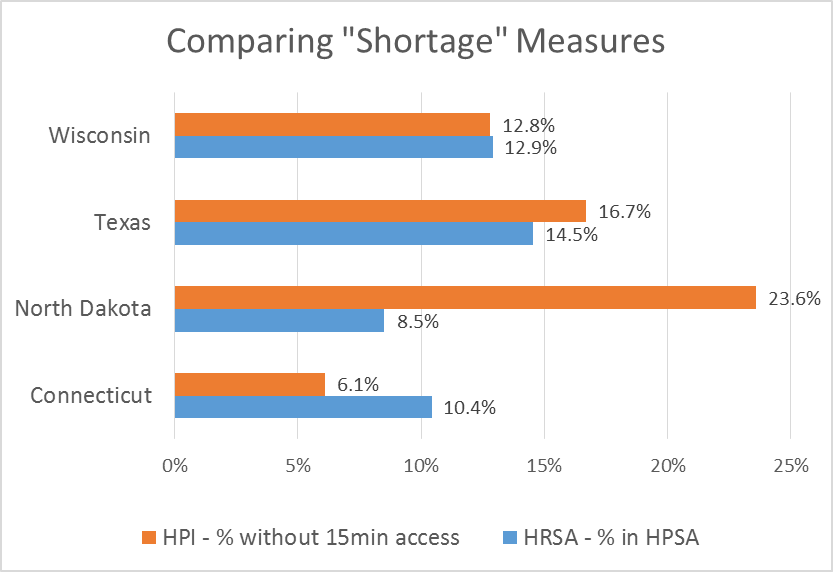 Comparing "Shortage" Measures
Wisconsin
12.8%
12.9%
Texas
16.7%
14.5%
North Dakota
23.6%
8.5%
Connecticut
6.1%
10.4%
0% 5% 10% 15% 20% 25%
HPI - % without 15min access HRSA - % in HPSA